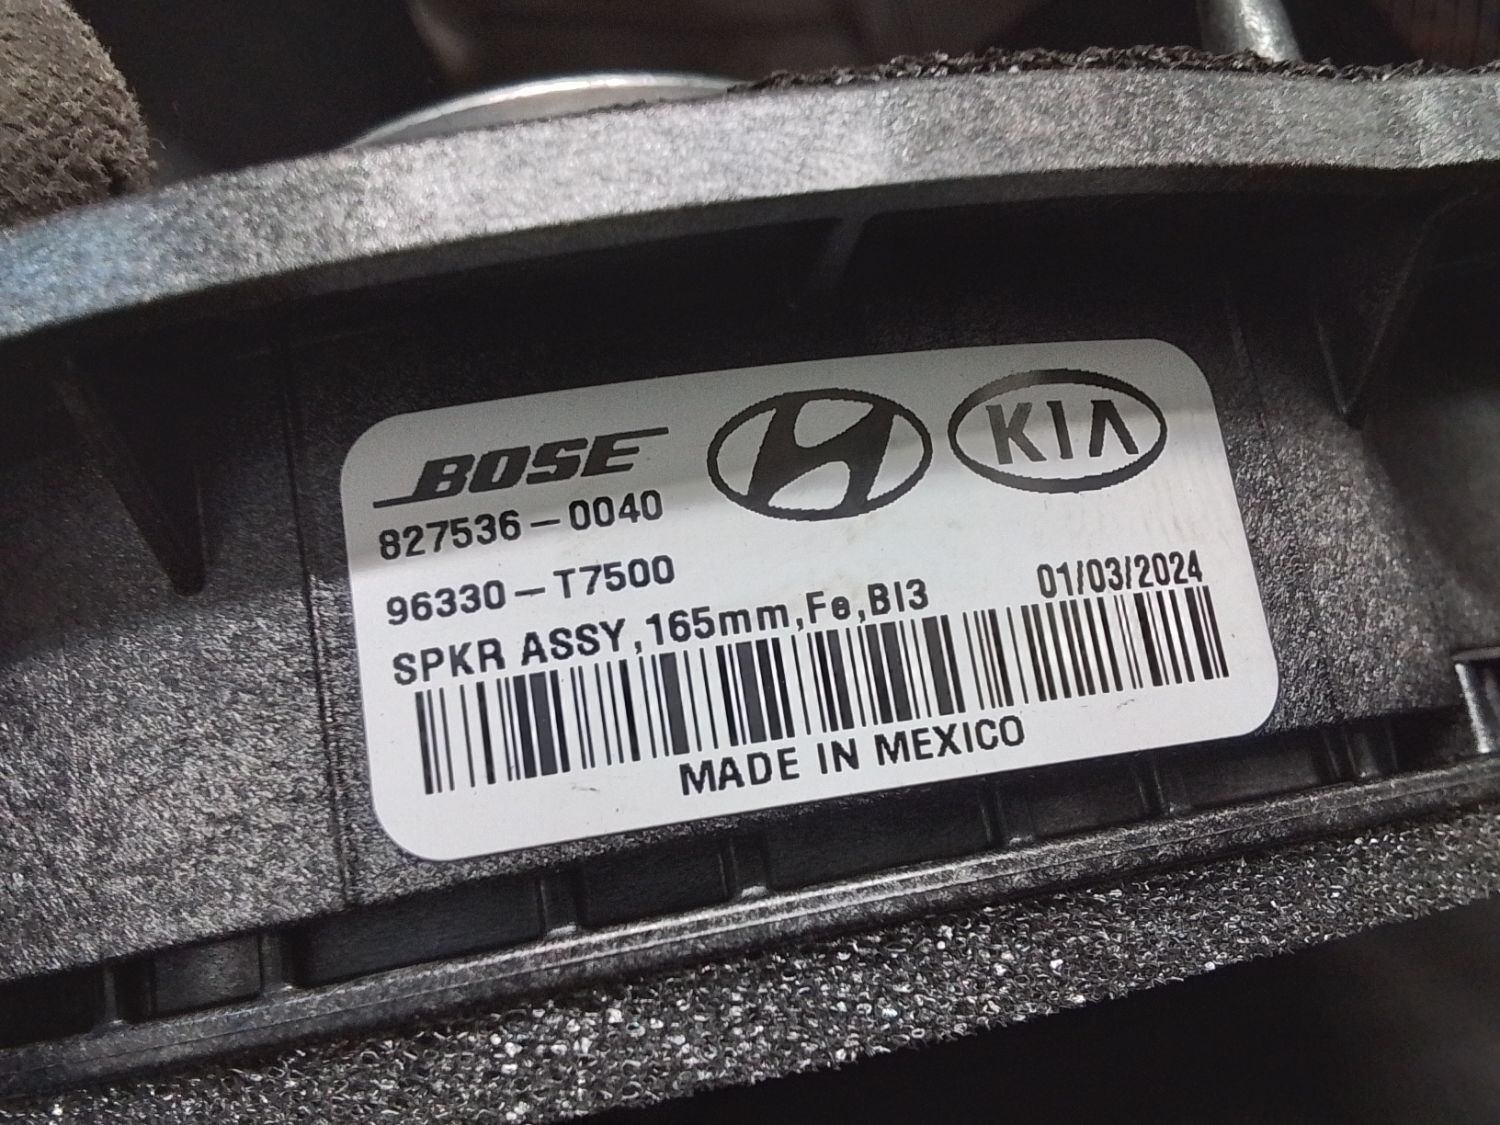 BOSE KIA
827536-0040
96330-T7500
SPKR ASSY,165mm,Fe,BI3 01/03/2024
MADE IN MEXICO